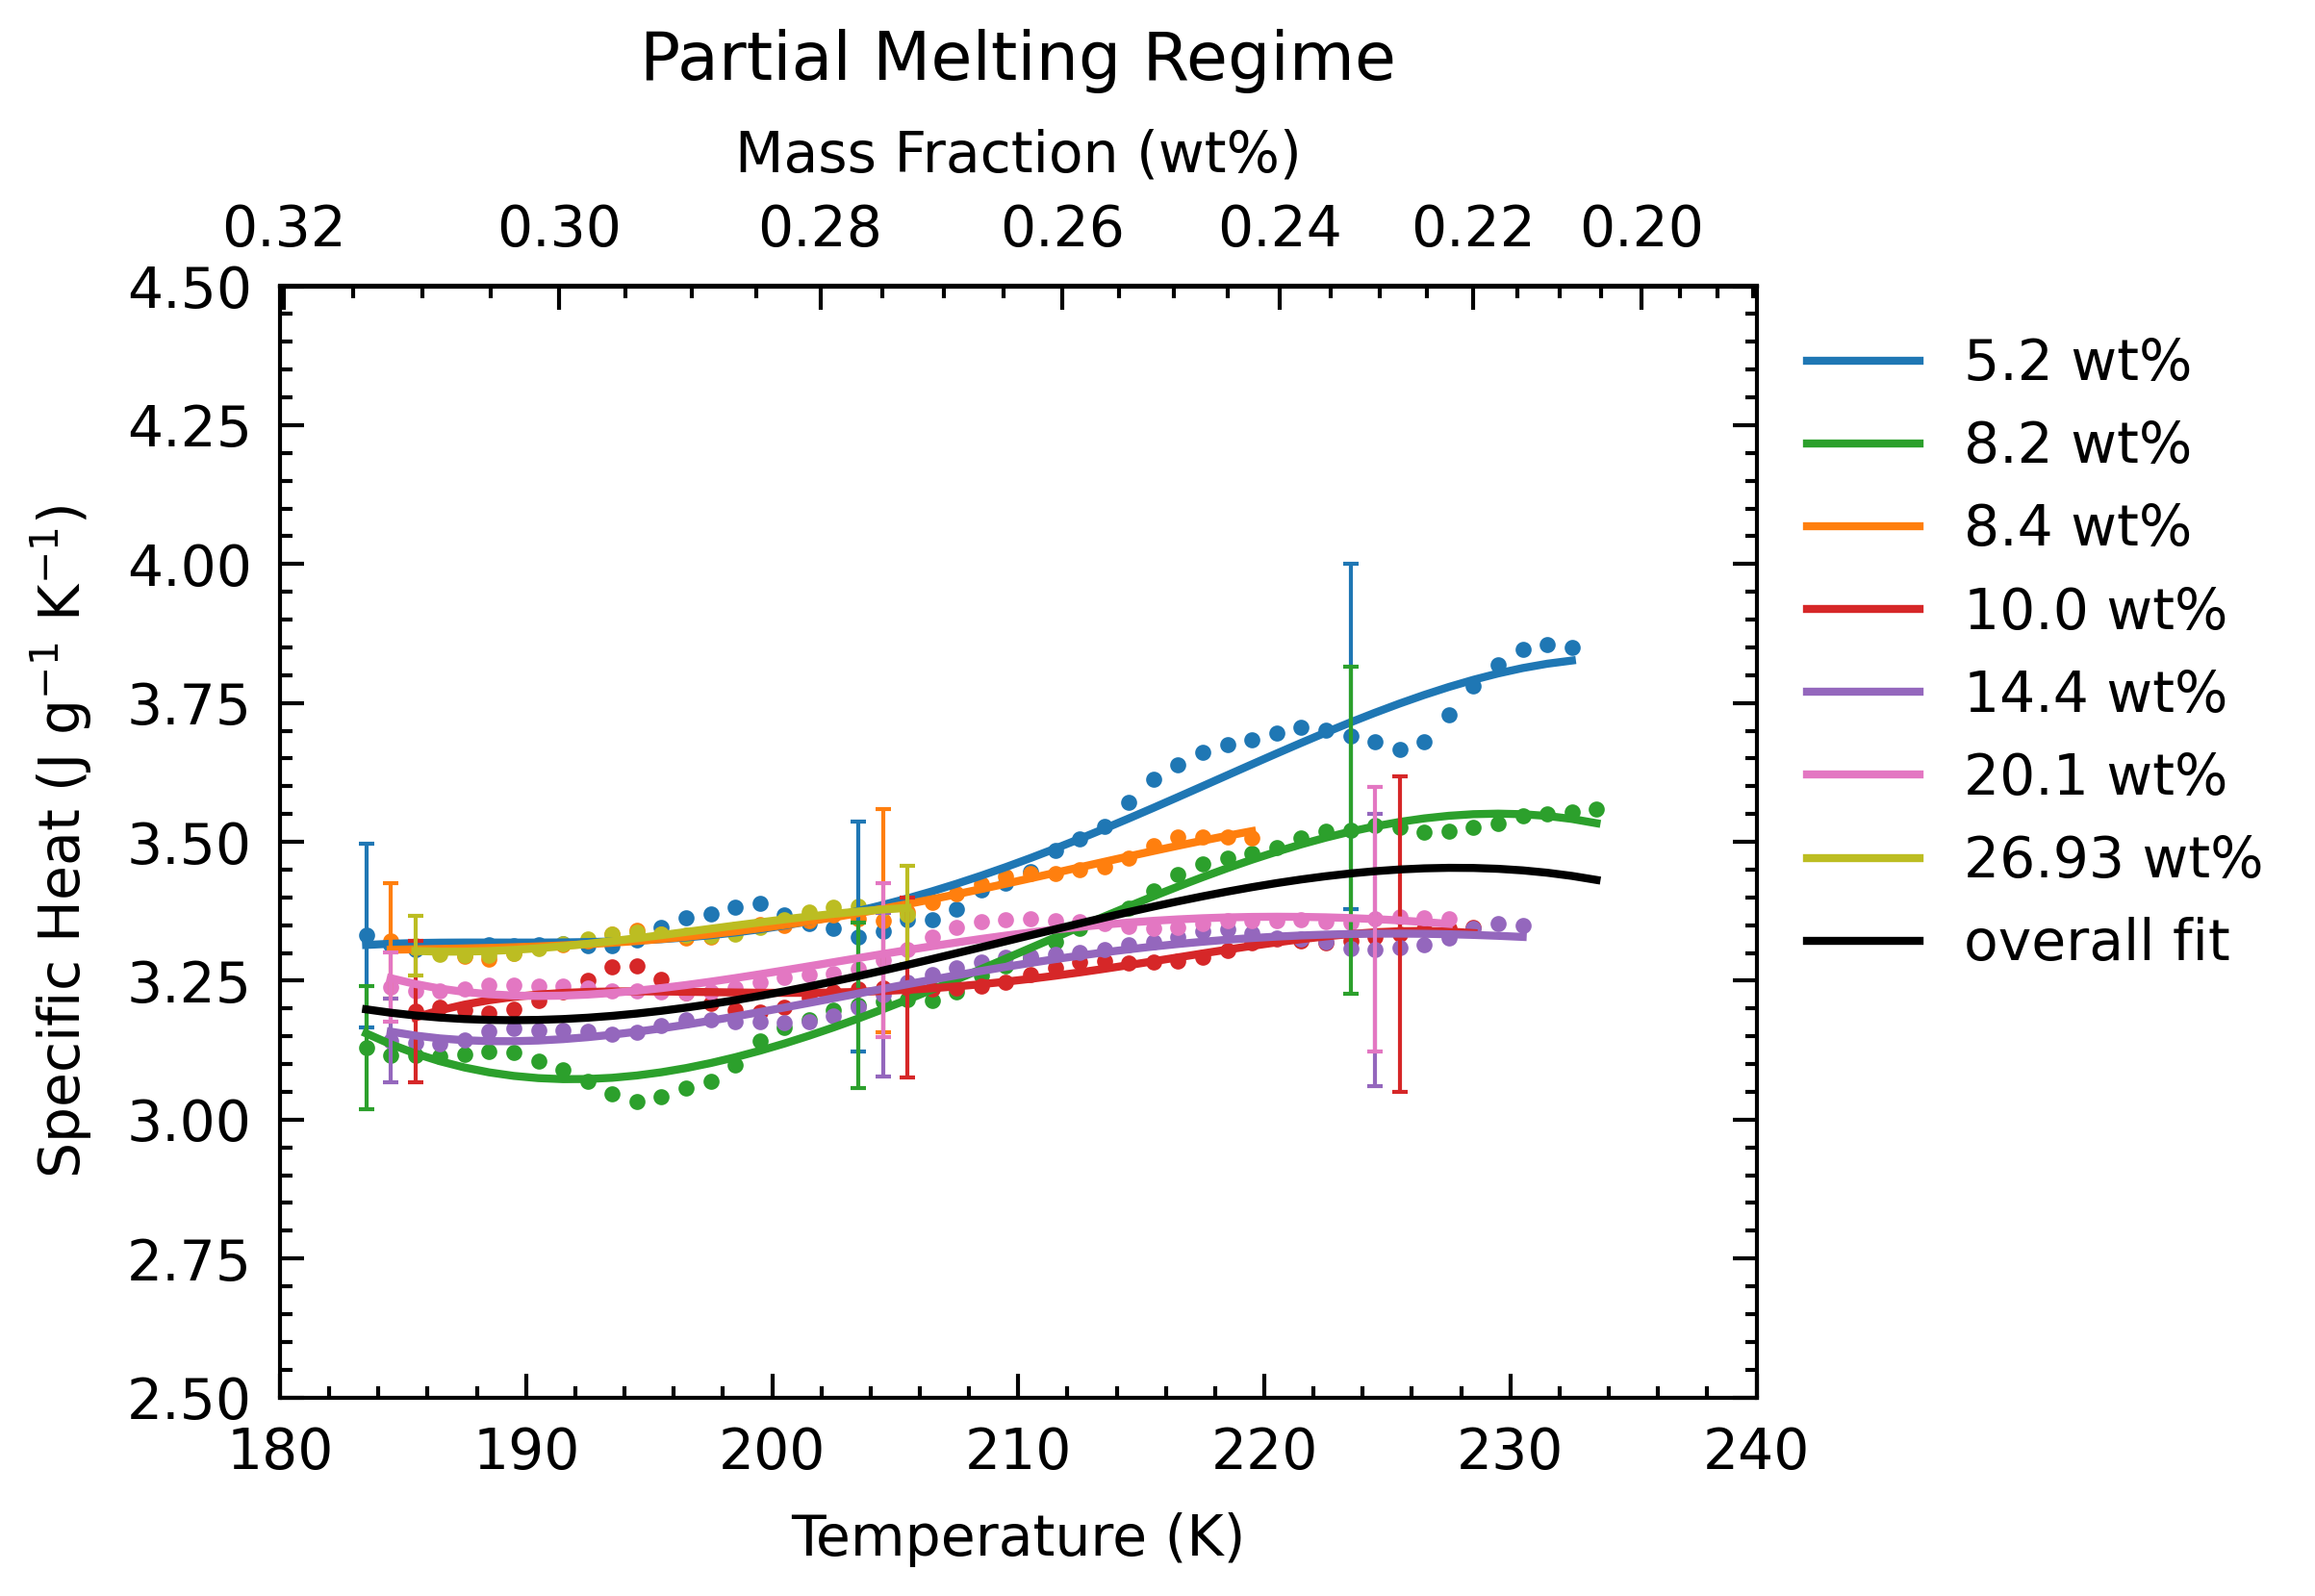 Partial Melting Regime
Mass Fraction (wt%)
0.32 0.30 0.28 0.26 0.24 0.22 0.20
4.50
4.25
4.00
3.75
3.50
3.25
3.00
2.75
2.50
Specific Heat (J g⁻¹ K⁻¹)
180 190 200 210 220 230 240
Temperature (K)
5.2 wt%
8.2 wt%
8.4 wt%
10.0 wt%
14.4 wt%
20.1 wt%
26.93 wt%
overall fit